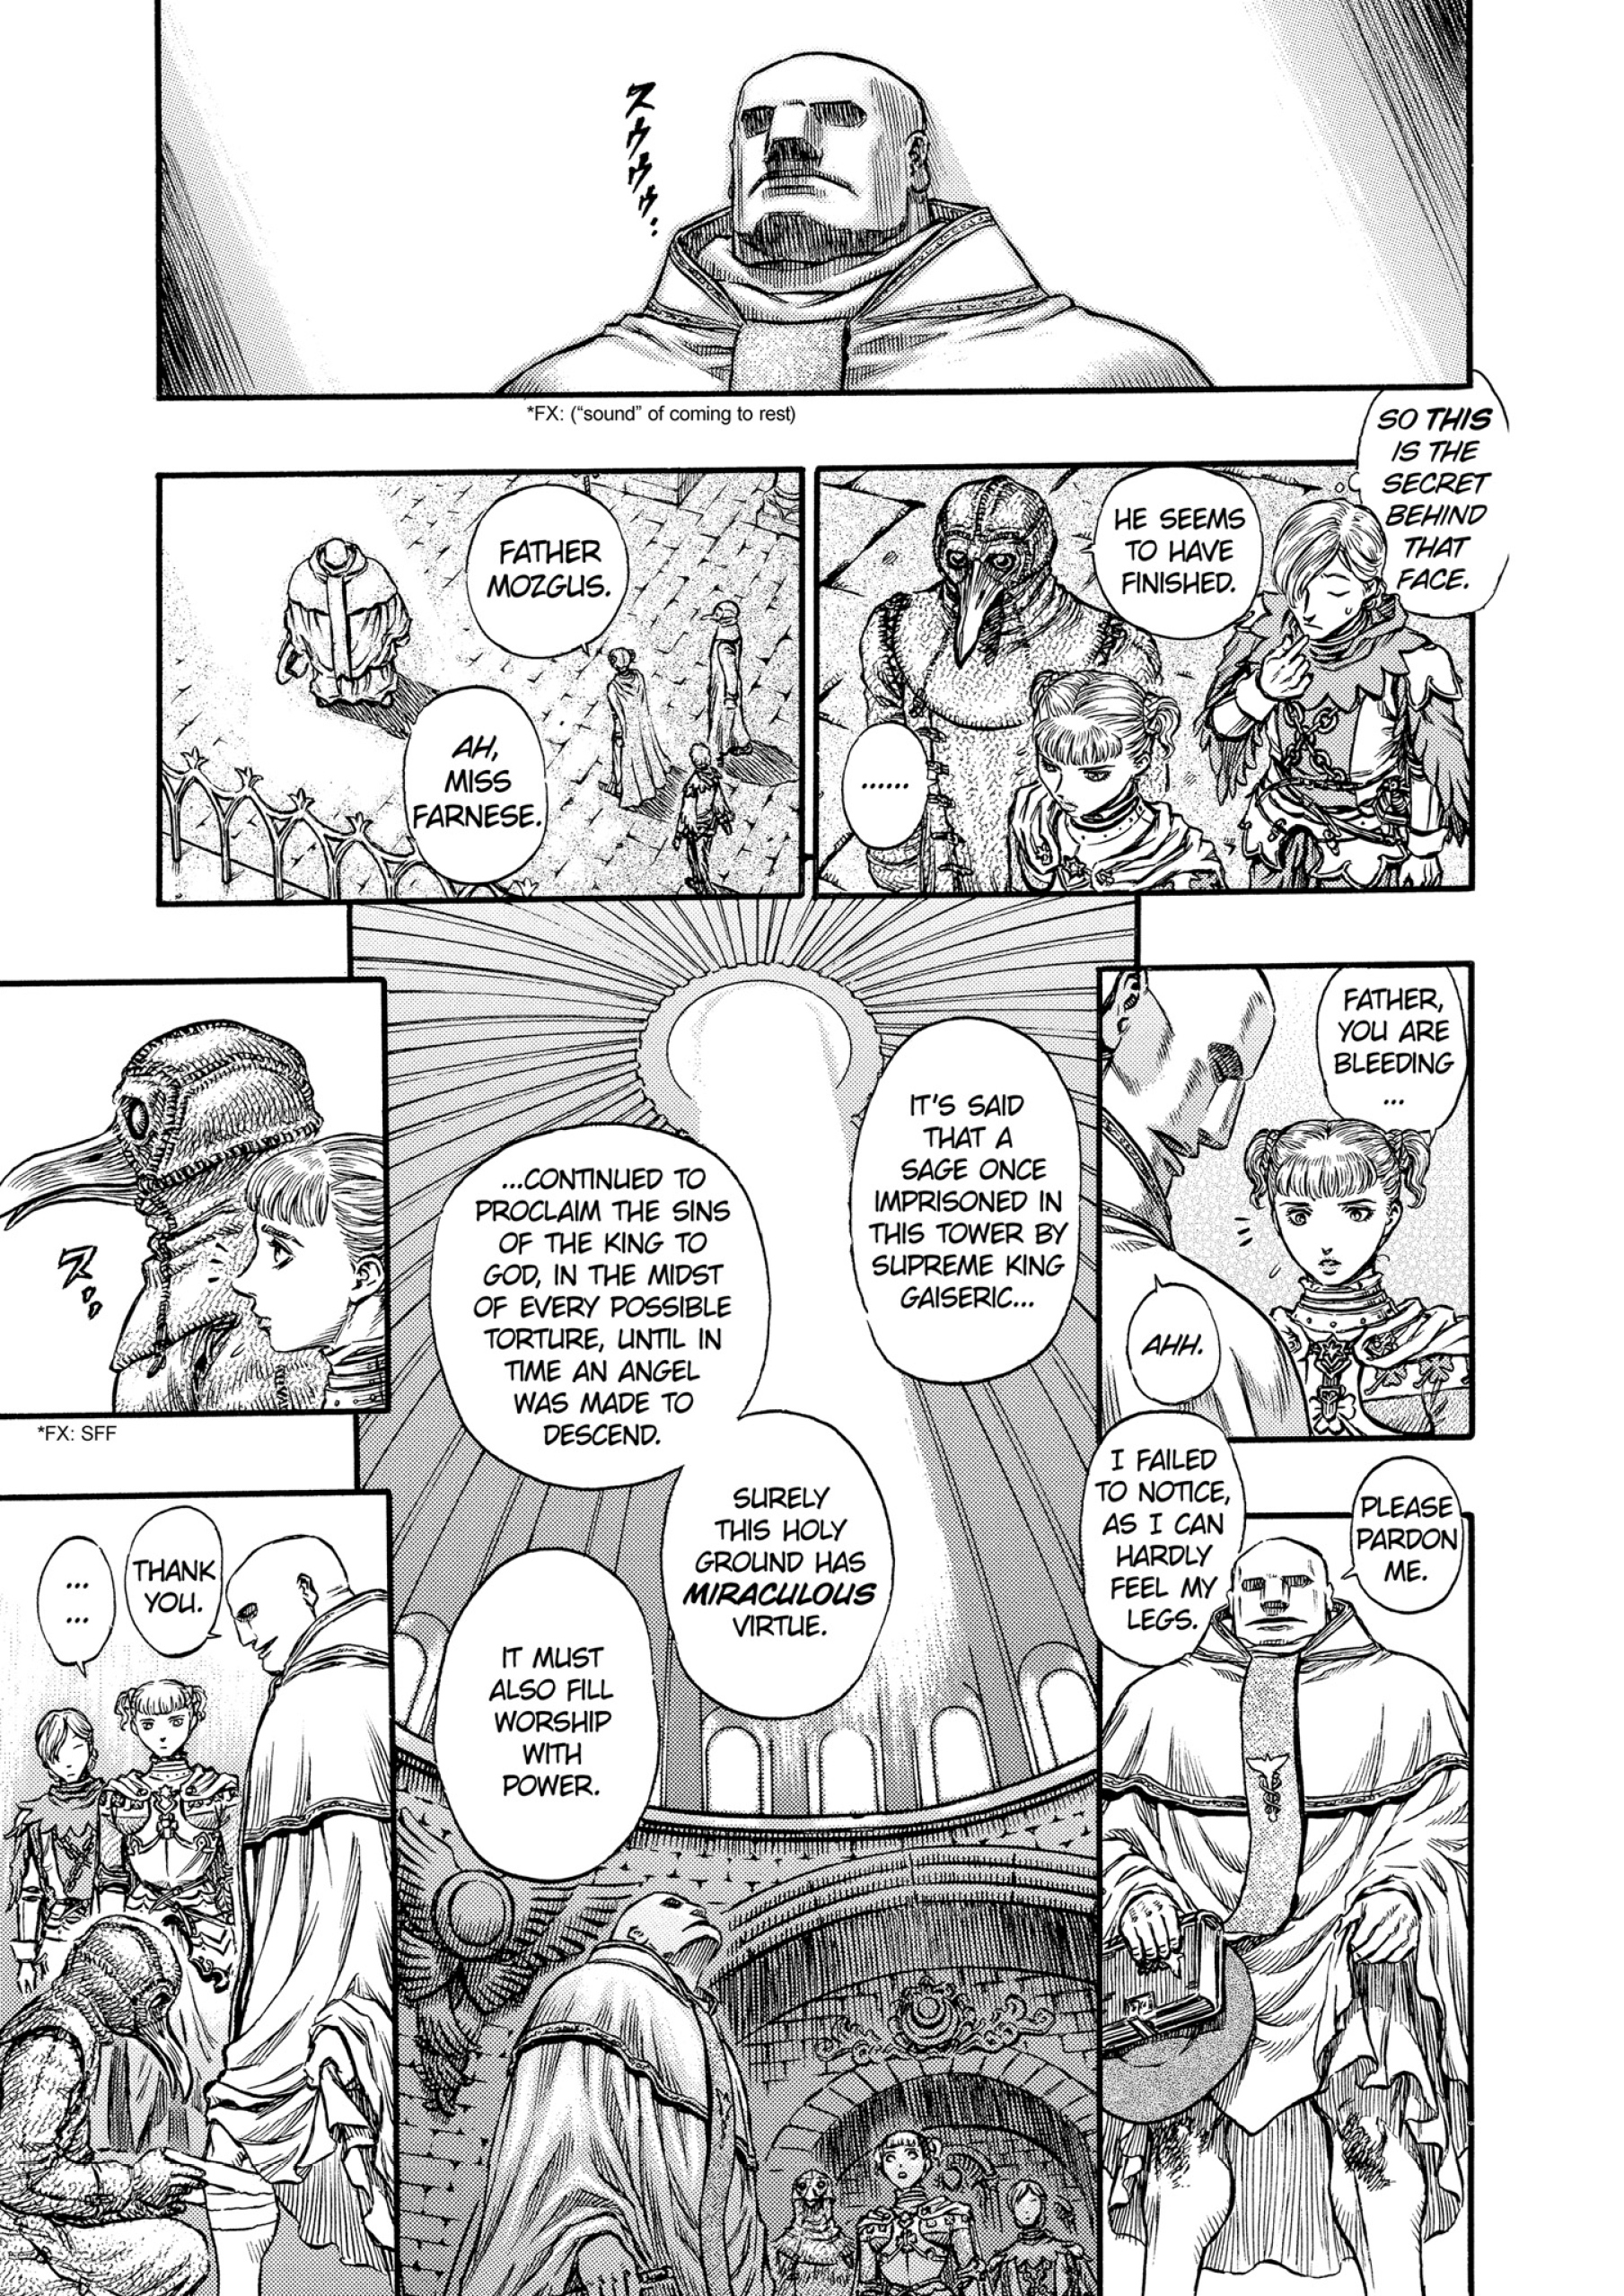 スウウゥ…
*FX: ("sound" of coming to rest)
SO THIS
IS THE
SECRET
BEHIND
THAT
FACE.
HE SEEMS
TO HAVE
FINISHED.
......
FATHER
MOZGUS.
AH,
MISS
FARNESE.
FATHER,
YOU ARE
BLEEDING
...
AHH.
PLEASE
PARDON
ME.
I FAILED
TO NOTICE,
AS I CAN
HARDLY
FEEL MY
LEGS.
IT'S SAID
THAT A
SAGE ONCE
IMPRISONED IN
THIS TOWER BY
SUPREME KING
GAISERIC...
...CONTINUED TO
PROCLAIM THE SINS
OF THE KING TO
GOD, IN THE MIDST
OF EVERY POSSIBLE
TORTURE, UNTIL IN
TIME AN ANGEL
WAS MADE TO
DESCEND.
SURELY
THIS HOLY
GROUND HAS
MIRACULOUS
VIRTUE.
IT MUST
ALSO FILL
WORSHIP
WITH
POWER.
ス…
*FX: SFF
THANK
YOU.
...
...